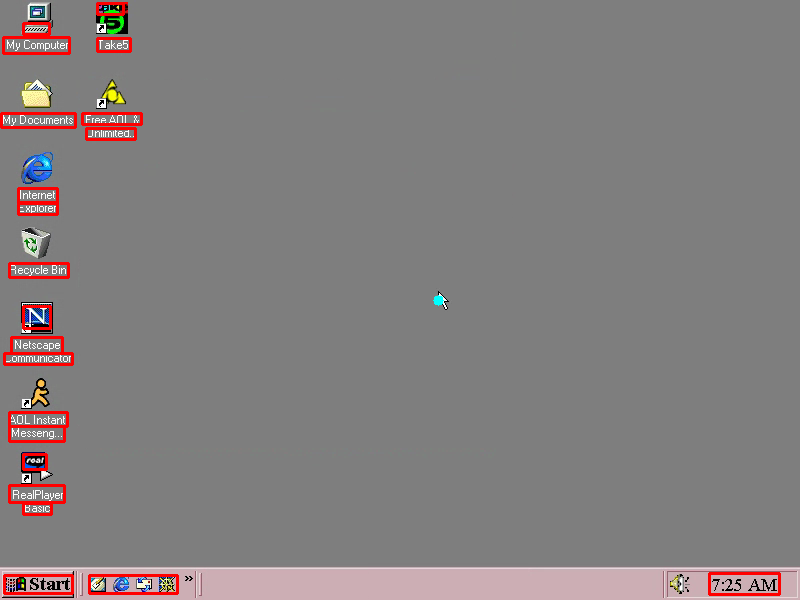 My Computer
Take5
My Documents
Free AOL &
Unlimited..
Internet
Explorer
Recycle Bin
N
Netscape
Communicator
AOL Instant
Messeng...
real
RealPlayer
Basic
Start
»
7:25 AM